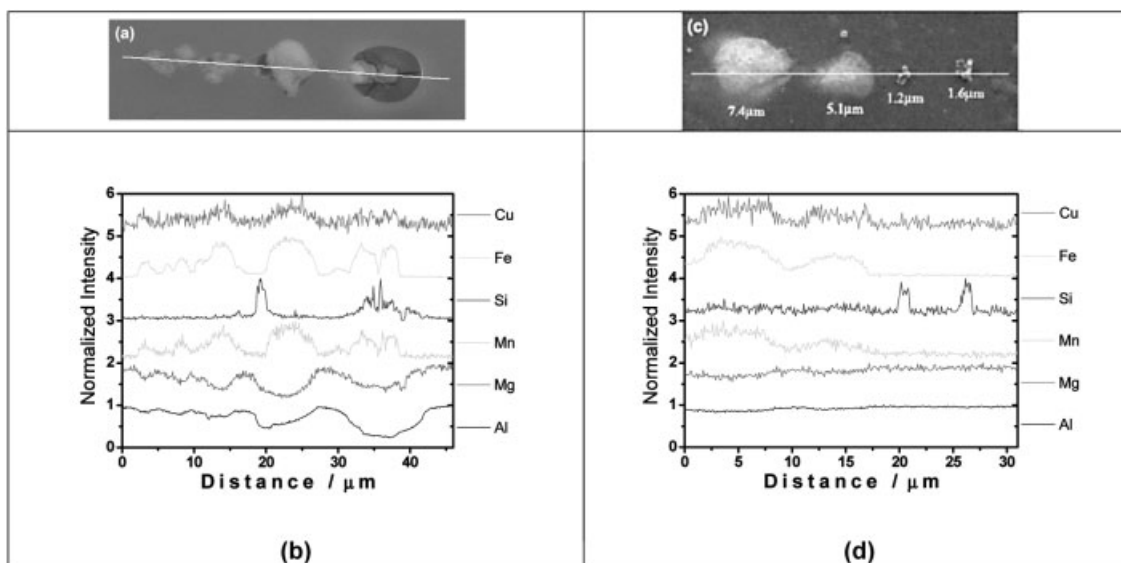 (a)
6
5
4
3
2
1
0
Normalized Intensity
Cu
Fe
Si
Mn
Mg
Al
0 10 20 30 40
Distance / μm
(b)
(c)
7.4μm 5.1μm 1.2μm 1.6μm
6
5
4
3
2
1
0
Normalized Intensity
Cu
Fe
Si
Mn
Mg
Al
0 5 10 15 20 25 30
Distance / μm
(d)